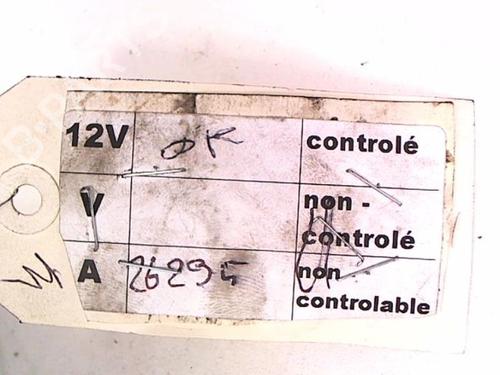 12V OK controlé
V non -
controlé
A 26295 non
controlable